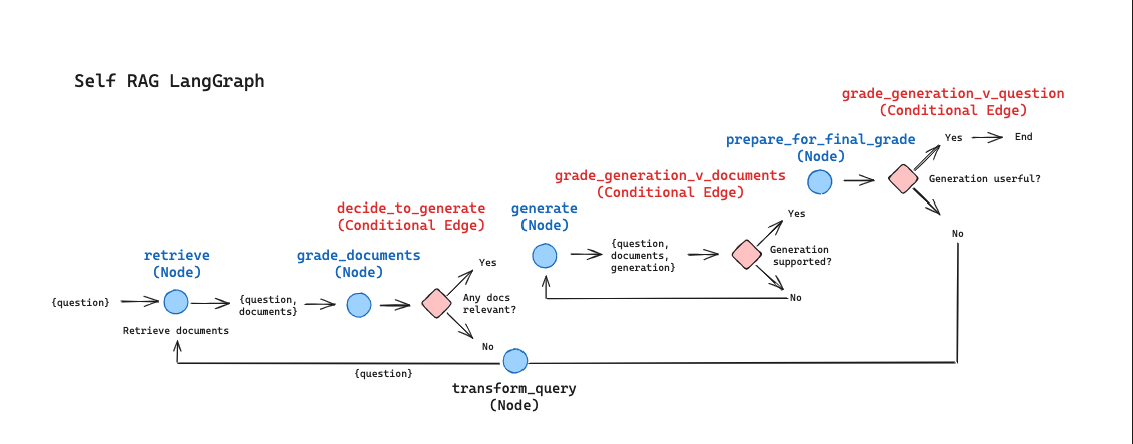 Self RAG LangGraph
grade_generation_v_question
(Conditional Edge)
prepare_for_final_grade
(Node)
Yes
End
Generation userful?
No
grade_generation_v_documents
(Conditional Edge)
Yes
Generation
supported?
No
decide_to_generate
(Conditional Edge)
generate
(Node)
{question,
documents,
generation}
retrieve
(Node)
grade_documents
(Node)
Yes
Any docs
relevant?
No
{question}
{question,
documents}
Retrieve documents
{question}
transform_query
(Node)